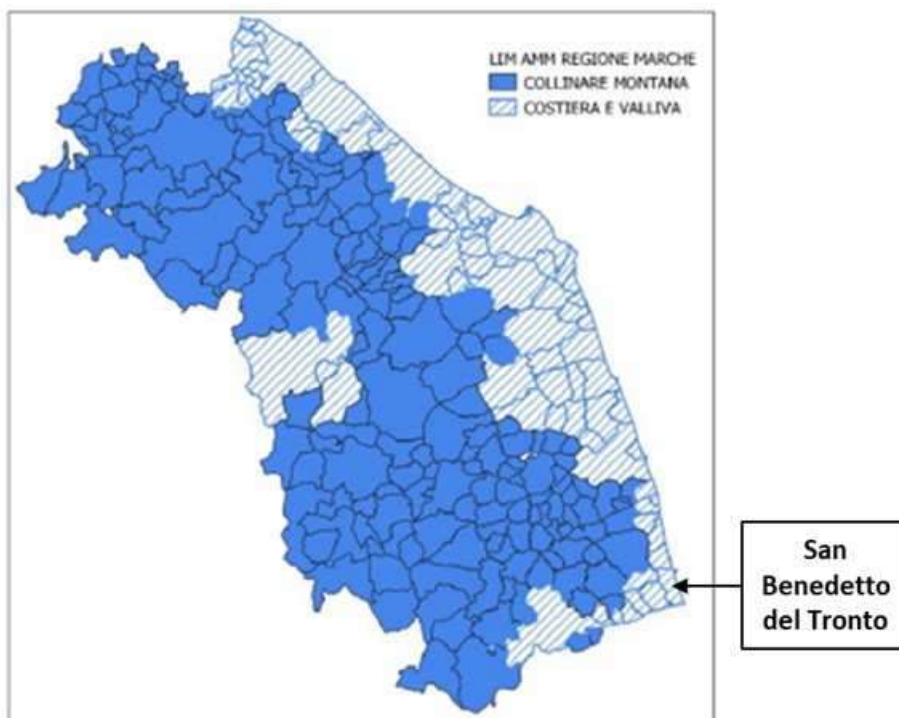 LIM AMM REGIONE MARCHE
COLLINARE MONTANA
COSTIERA E VALLIVA
San
Benedetto
del Tronto